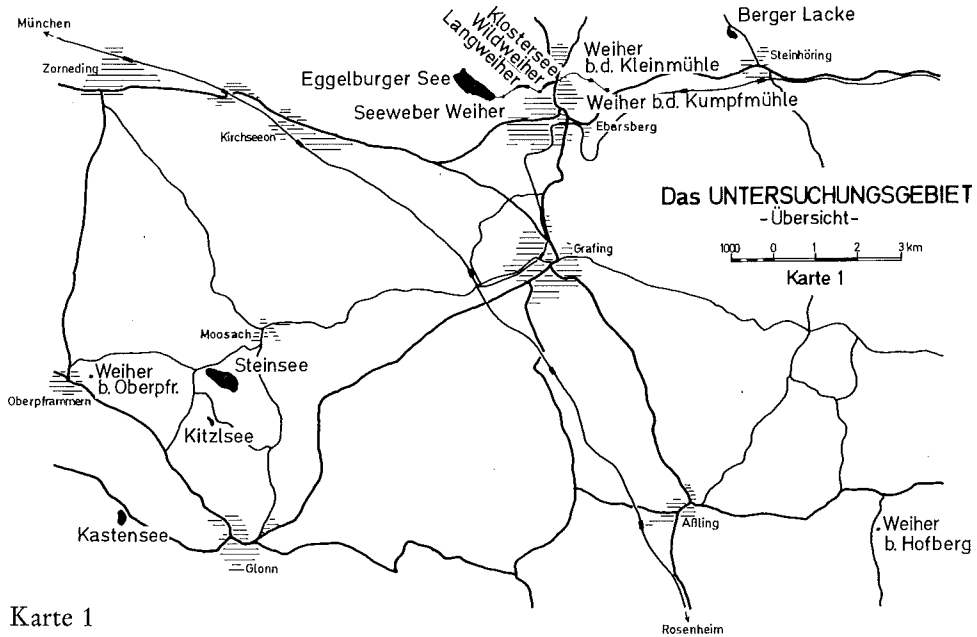 München
Zorneding
Kirchseeon
Eggelburger See
Seeweber Weiher
Langweiher
Wildweiher
Klostersee
Weiher
b.d. Kleinmühle
Weiher b.d. Kumpfmühle
Ebersberg
Berger Lacke
Steinhöring
Das UNTERSUCHUNGSGEBIET
-Übersicht-
1000 0 1 2 3 km
Karte 1
Grafing
Moosach
Steinsee
Weiher
b. Oberpfr.
Oberpframmern
Kitzlsee
Kastensee
Glonn
Aßling
Weiher
b. Hofberg
Rosenheim
Karte 1